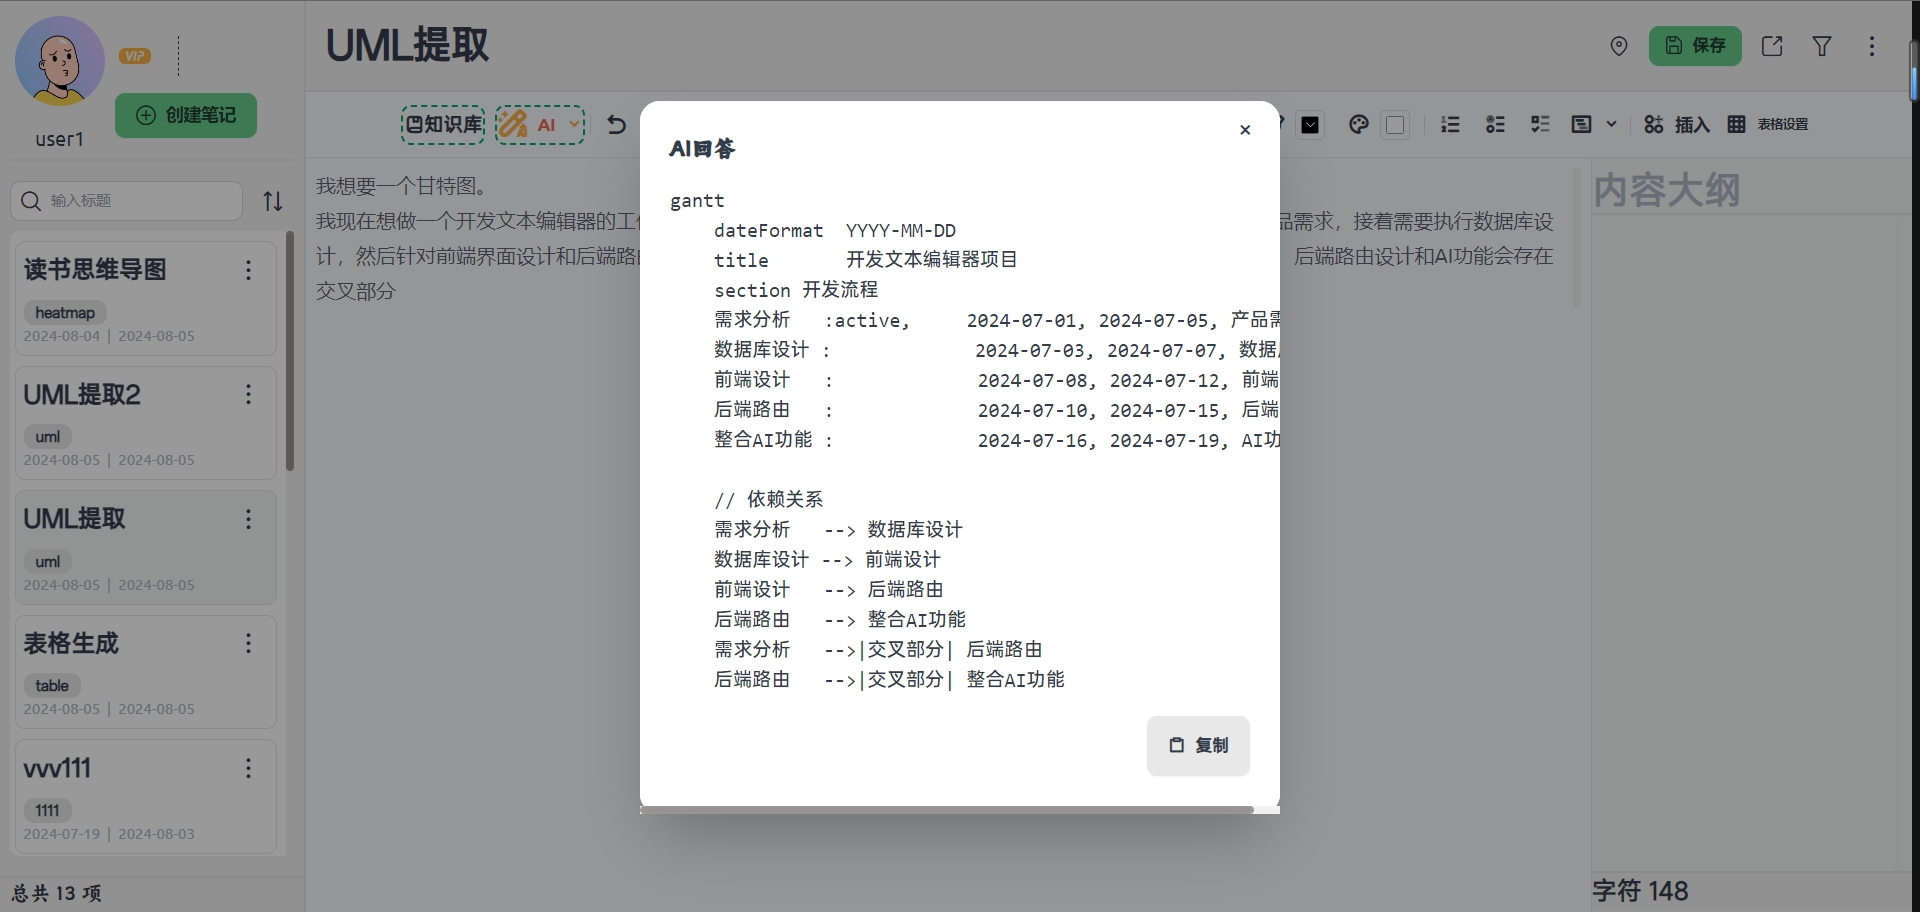 VIP
创建笔记
user1
输入标题
读书思维导图
heatmap
2024-08-04 | 2024-08-05
UML提取2
uml
2024-08-05 | 2024-08-05
UML提取
uml
2024-08-05 | 2024-08-05
表格生成
table
2024-08-05 | 2024-08-05
vvv111
1111
2024-07-19 | 2024-08-03
总共 13 项
UML提取
保存
知识库
AI
插入
表格设置
我想要一个甘特图。
我现在想做一个开发文本编辑器的工
品需求，接着需要执行数据库设
计，然后针对前端界面设计和后端路由
后端路由设计和AI功能会存在
交叉部分
内容大纲
字符 148
AI回答
×
gantt
dateFormat YYYY-MM-DD
title 开发文本编辑器项目
section 开发流程
需求分析 :active, 2024-07-01, 2024-07-05, 产品需
数据库设计 : 2024-07-03, 2024-07-07, 数据
前端设计 : 2024-07-08, 2024-07-12, 前端
后端路由 : 2024-07-10, 2024-07-15, 后端
整合AI功能 : 2024-07-16, 2024-07-19, AI功
// 依赖关系
需求分析 --> 数据库设计
数据库设计 --> 前端设计
前端设计 --> 后端路由
后端路由 --> 整合AI功能
需求分析 -->|交叉部分| 后端路由
后端路由 -->|交叉部分| 整合AI功能
复制